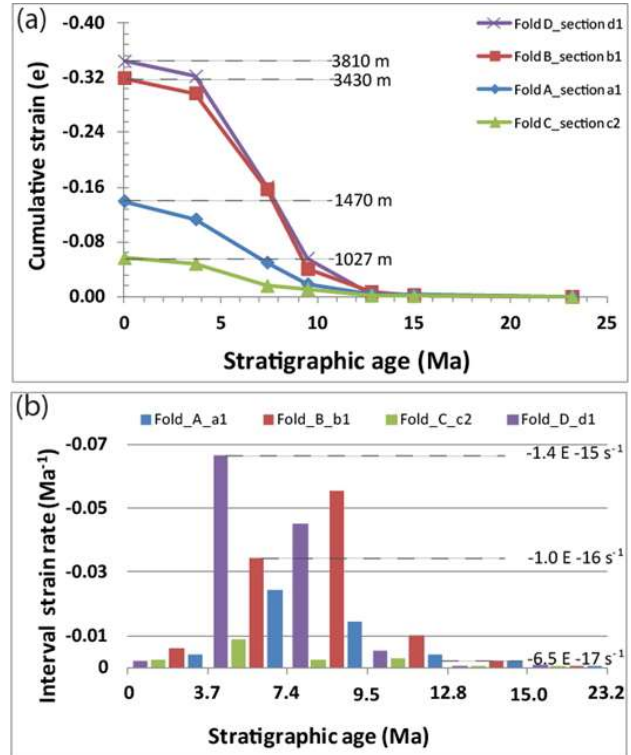 (a)
-0.40
-0.32
-0.24
-0.16
-0.08
0.00
Cumulative strain (e)
3810 m
3430 m
1470 m
1027 m
Fold D_section d1
Fold B_section b1
Fold A_section a1
Fold C_section c2
0 5 10 15 20 25
Stratigraphic age (Ma)
(b)
Fold_A_a1 Fold_B_b1 Fold_C_c2 Fold_D_d1
-0.07
-0.05
-0.03
-0.01
0
Interval strain rate (Ma⁻¹)
-1.4 E -15 s⁻¹
-1.0 E -16 s⁻¹
-6.5 E -17 s⁻¹
0 3.7 7.4 9.5 12.8 15.0 23.2
Stratigraphic age (Ma)